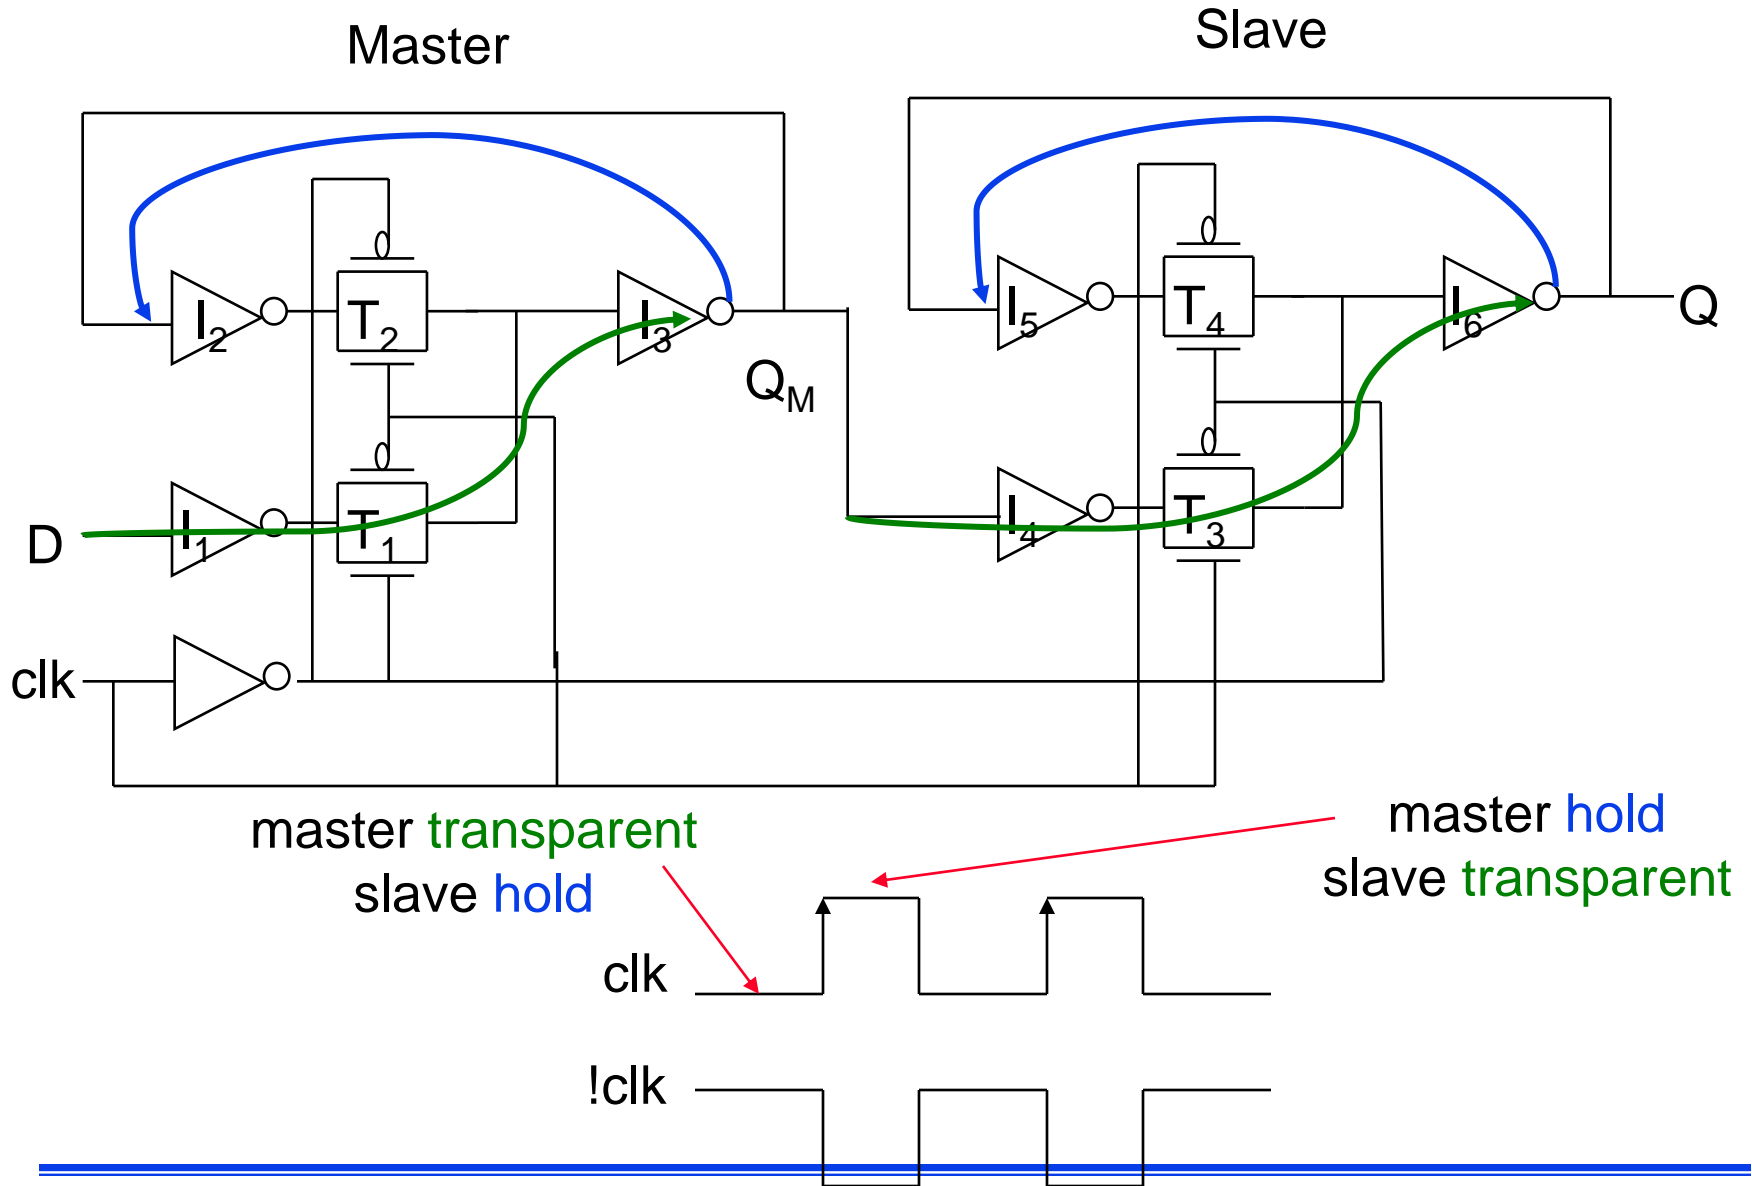 Master
Slave
I2
T2
I3
I5
T4
I6
Q
QM
D
I1
T1
I4
T3
clk
master transparent
slave hold
master hold
slave transparent
clk
!clk